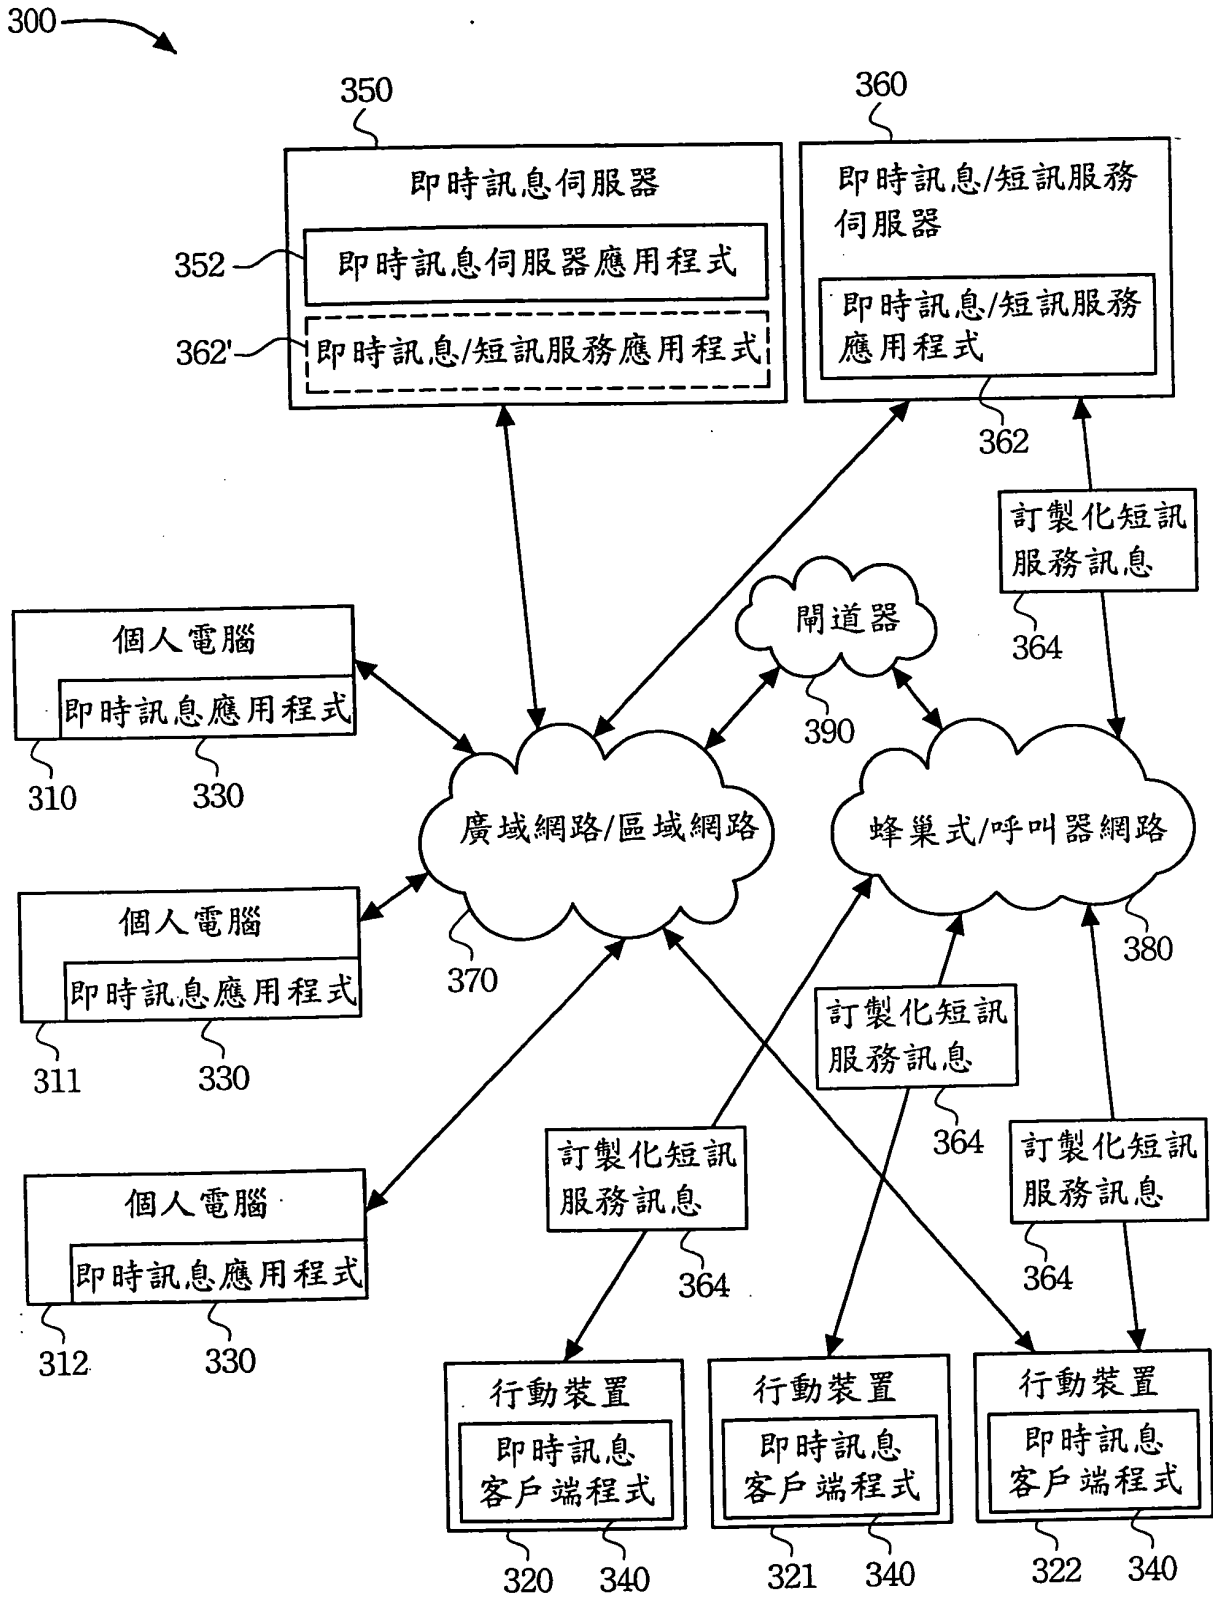 300
350
360
即時訊息伺服器
即時訊息/短訊服務
伺服器
352
即時訊息伺服器應用程式
362'
即時訊息/短訊服務應用程式
即時訊息/短訊服務
應用程式
362
訂製化短訊
服務訊息
364
閘道器
390
個人電腦
即時訊息應用程式
310
330
廣域網路/區域網路
370
蜂巢式/呼叫器網路
380
個人電腦
即時訊息應用程式
311
330
訂製化短訊
服務訊息
364
訂製化短訊
服務訊息
364
訂製化短訊
服務訊息
364
個人電腦
即時訊息應用程式
312
330
行動裝置
即時訊息
客戶端程式
320
340
行動裝置
即時訊息
客戶端程式
321
340
行動裝置
即時訊息
客戶端程式
322
340